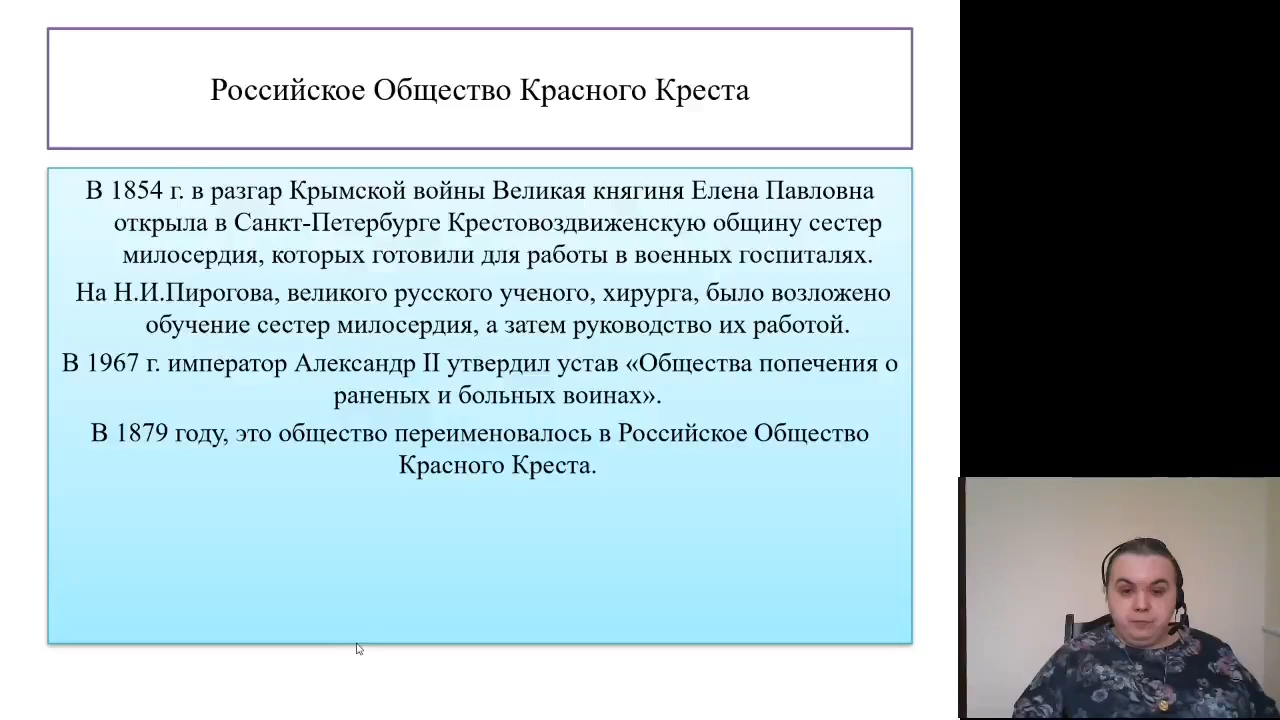 Российское Общество Красного Креста
В 1854 г. в разгар Крымской войны Великая княгиня Елена Павловна
открыла в Санкт-Петербурге Крестовоздвиженскую общину сестер
милосердия, которых готовили для работы в военных госпиталях.
На Н.И.Пирогова, великого русского ученого, хирурга, было возложено
обучение сестер милосердия, а затем руководство их работой.
В 1967 г. император Александр II утвердил устав «Общества попечения о
раненых и больных воинах».
В 1879 году, это общество переименовалось в Российское Общество
Красного Креста.